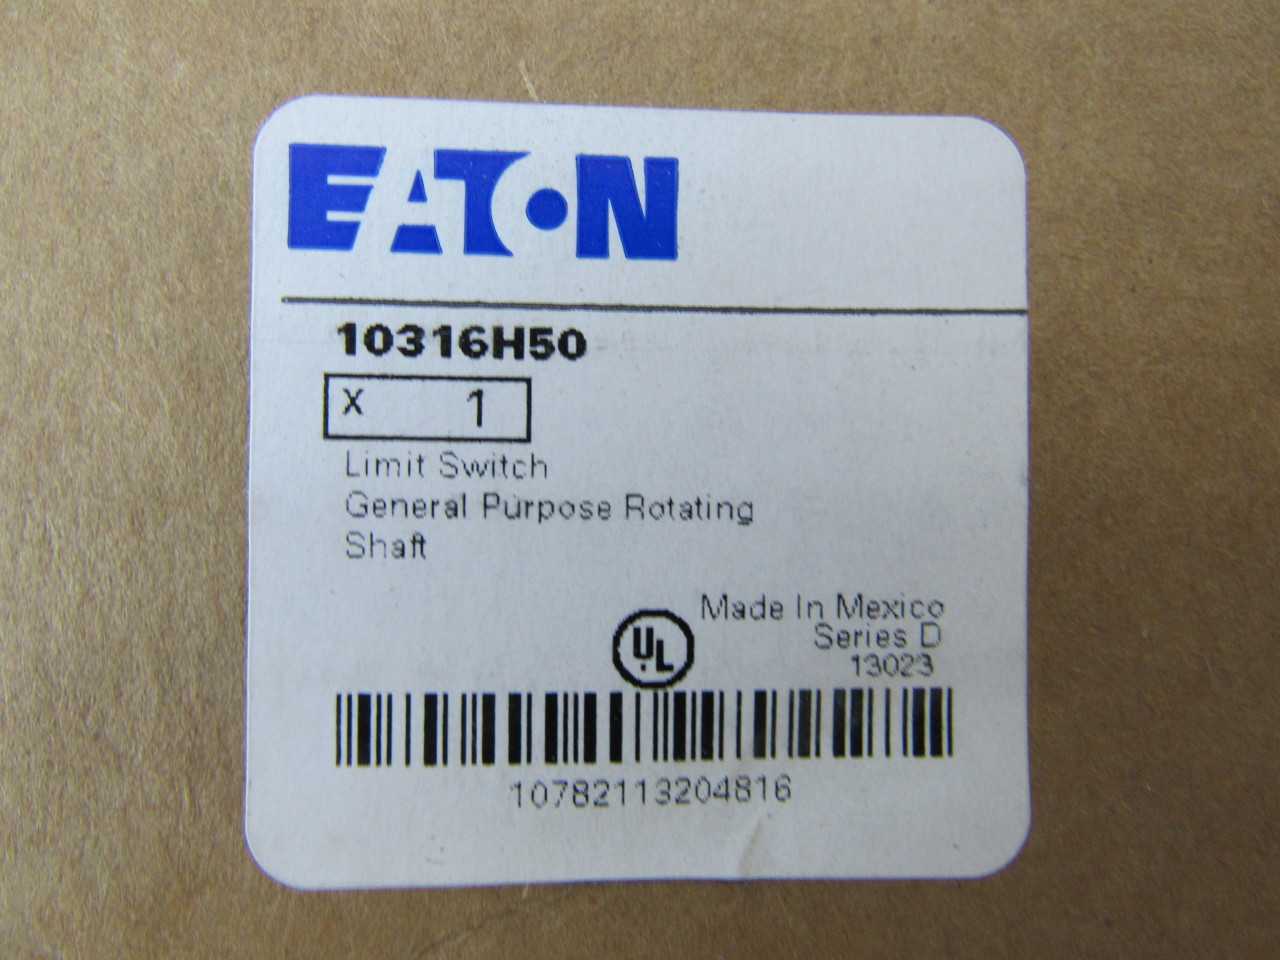 EATON
10316H50
X 1
Limit Switch
General Purpose Rotating
Shaft
Made In Mexico
Series D
13023
UL
10782113204816